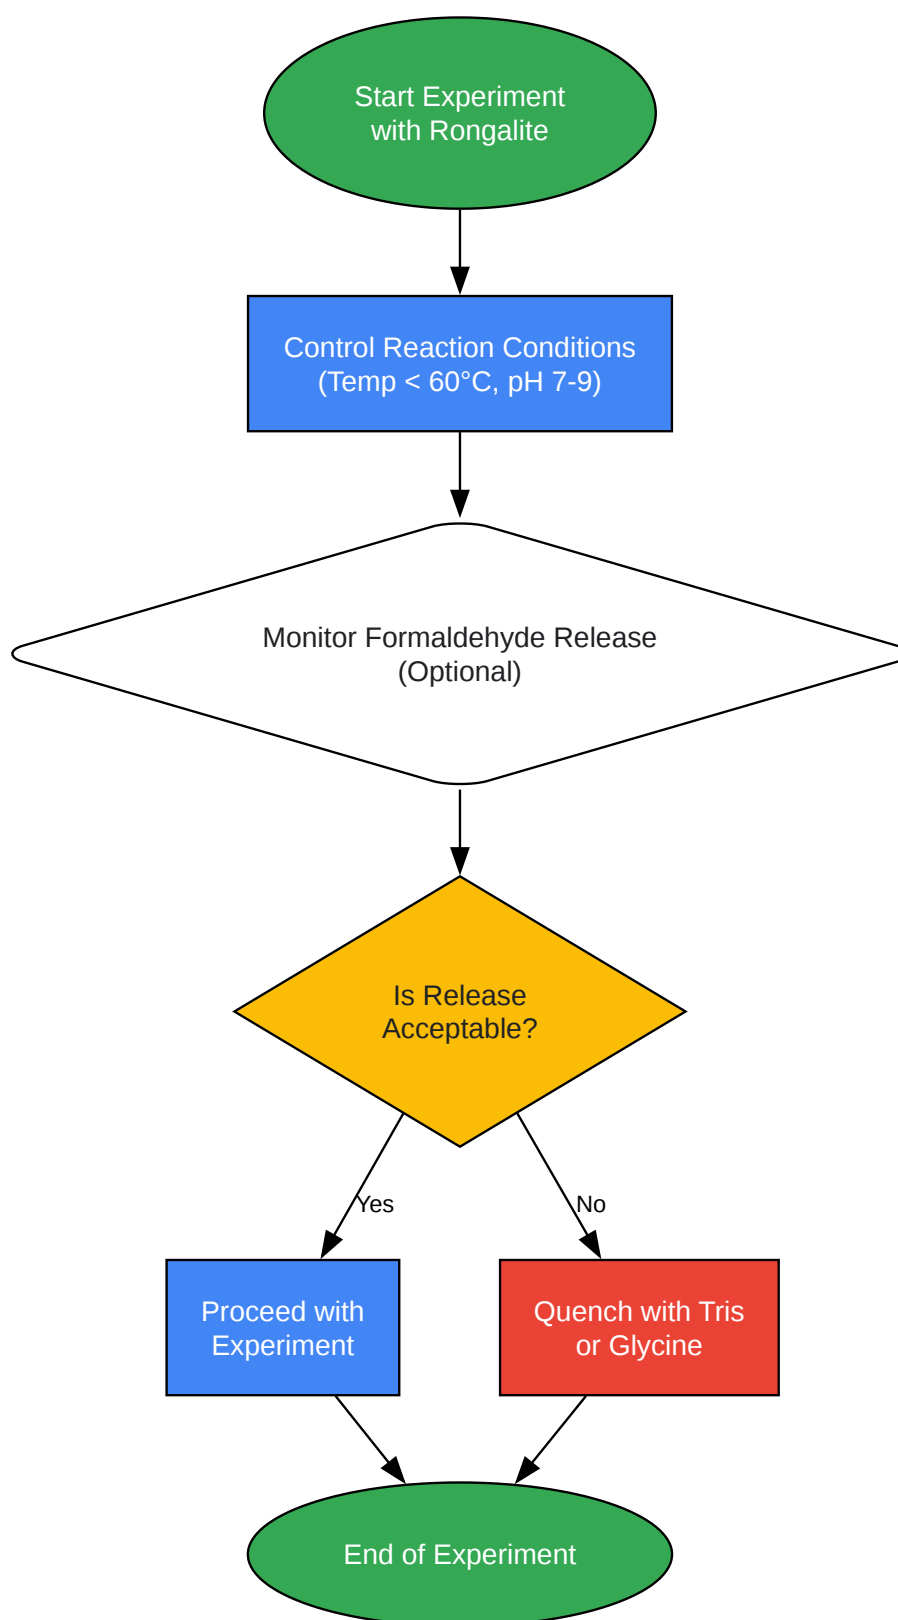 Start Experiment
with Rongalite
Control Reaction Conditions
(Temp < 60°C, pH 7-9)
Monitor Formaldehyde Release
(Optional)
Is Release
Acceptable?
Yes
No
Proceed with
Experiment
Quench with Tris
or Glycine
End of Experiment